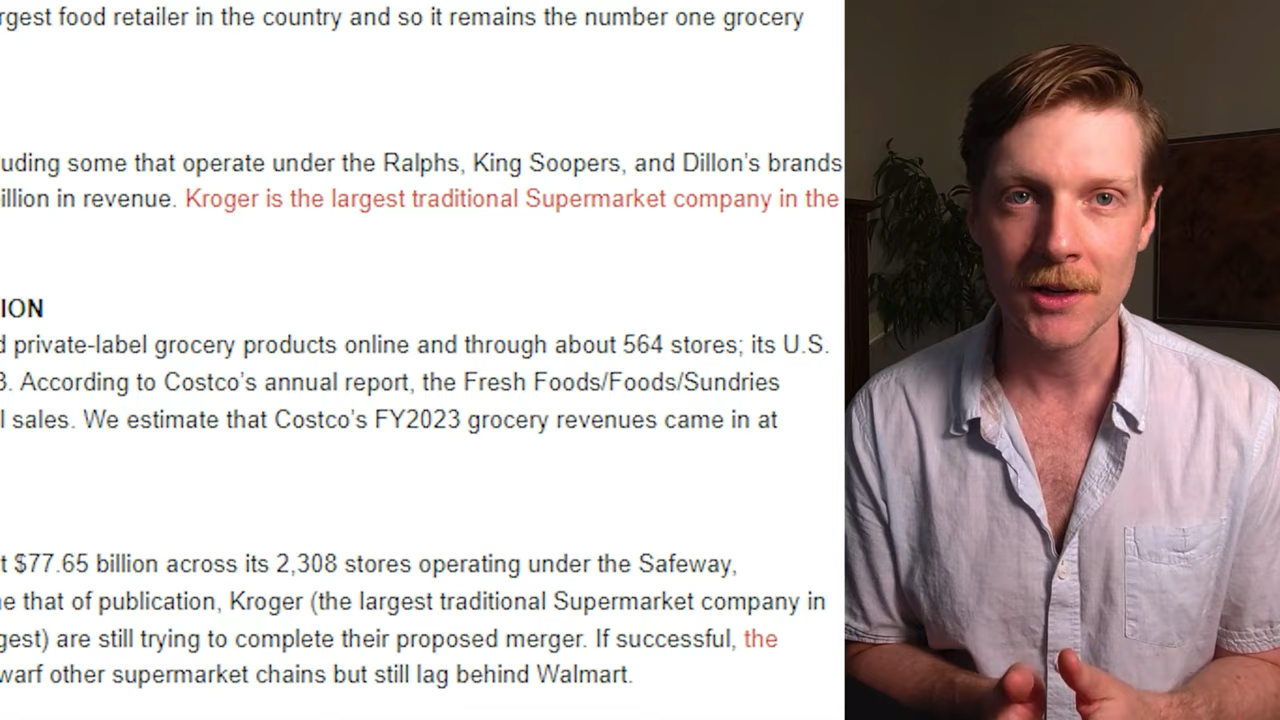 rgest food retailer in the country and so it remains the number one grocery
uding some that operate under the Ralphs, King Soopers, and Dillon's brands
illion in revenue. Kroger is the largest traditional Supermarket company in the
ION
d private-label grocery products online and through about 564 stores; its U.S.
3. According to Costco's annual report, the Fresh Foods/Foods/Sundries
l sales. We estimate that Costco's FY2023 grocery revenues came in at
t $77.65 billion across its 2,308 stores operating under the Safeway,
e that of publication, Kroger (the largest traditional Supermarket company in
gest) are still trying to complete their proposed merger. If successful, the
warf other supermarket chains but still lag behind Walmart.